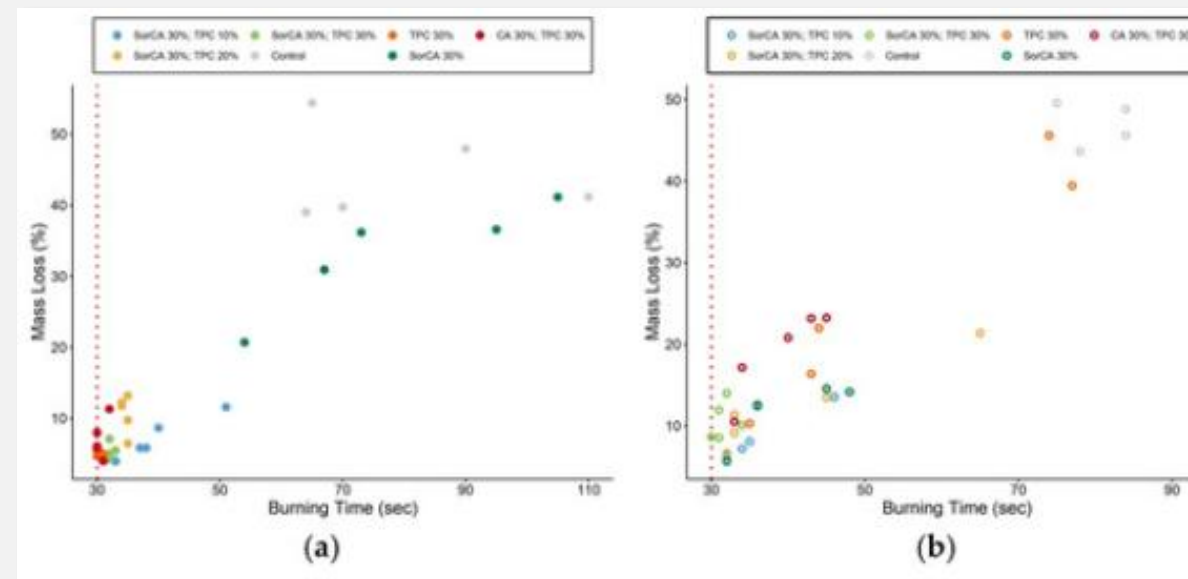 SorCA 30%; TPC 10% SorCA 30%; TPC 30% TPC 30% CA 30%; TPC 30%
SorCA 30%; TPC 20% Control SorCA 30%
50
40
30
20
10
Mass Loss (%)
30 50 70 90 110
Burning Time (sec)
(a)
SorCA 30%; TPC 10% SorCA 30%; TPC 30% TPC 30% CA 30%; TPC 30
SorCA 30%; TPC 20% Control SorCA 30%
50
40
30
20
10
Mass Loss (%)
30 50 70 90
Burning Time (sec)
(b)